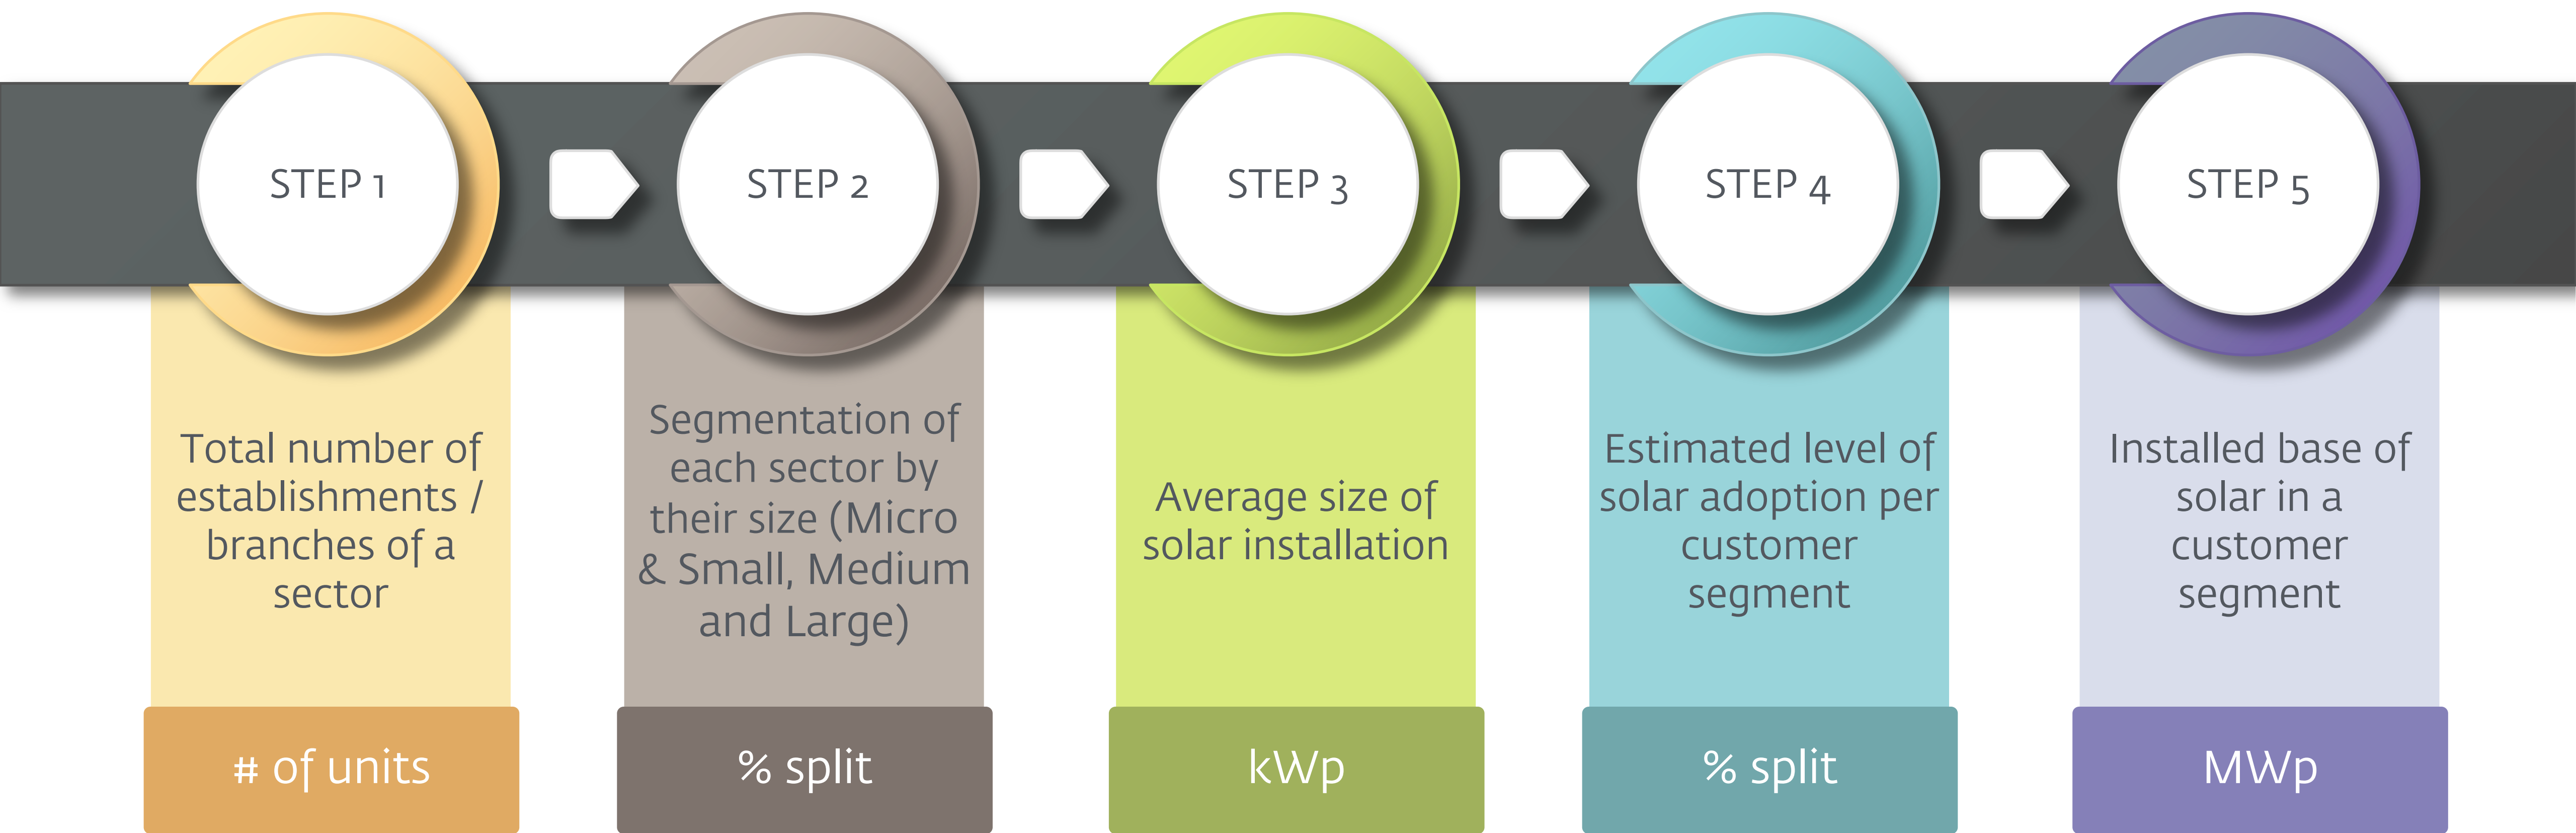 STEP 1
Total number of
establishments /
branches of a
sector
# of units
STEP 2
Segmentation of
each sector by
their size (Micro
& Small, Medium
and Large)
% split
STEP 3
Average size of
solar installation
kWp
STEP 4
Estimated level of
solar adoption per
customer
segment
% split
STEP 5
Installed base of
solar in a
customer
segment
MWp